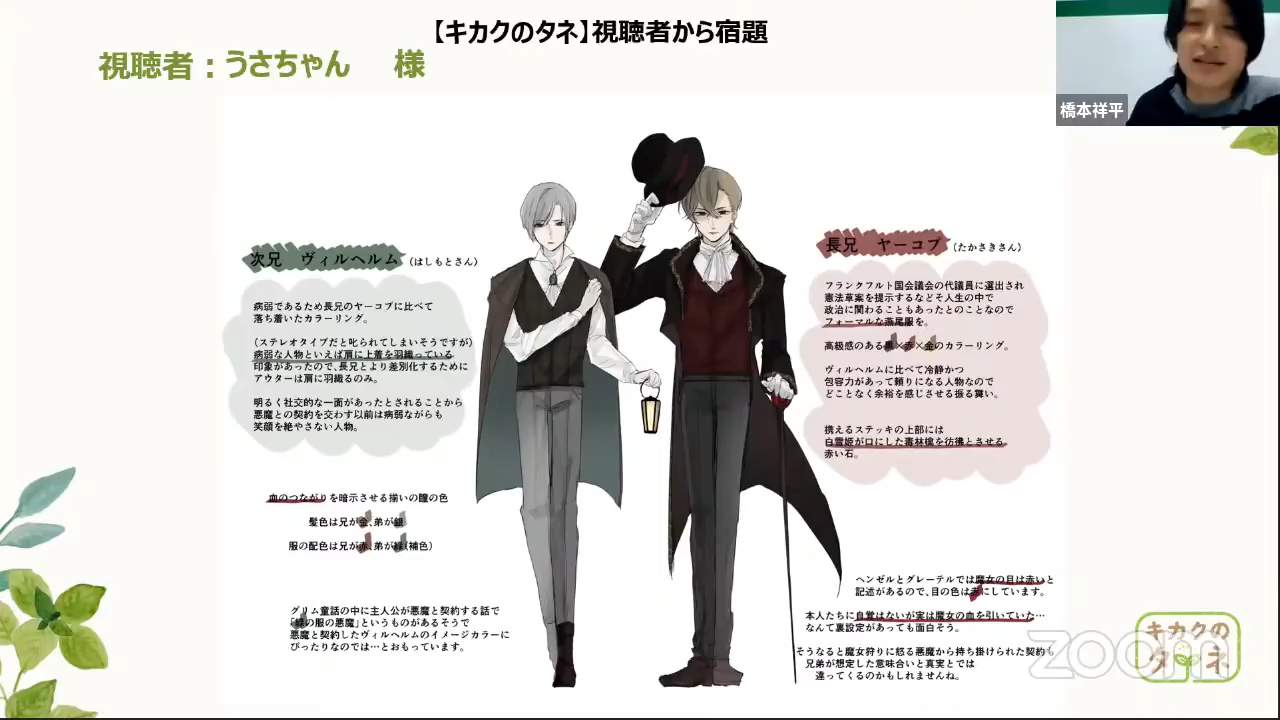 【キカクのタネ】視聴者から宿題
視聴者：うさちゃん 様
橋本祥平
次兄 ヴィルヘルム (はしもとさん)
病弱であるため長兄のヤーコブに比べて
落ち着いたカラーリング。
(ステレオタイプだと叱られてしまいそうですが)
病弱な人物といえば肩に上着を羽織っている
印象があったので、長兄とより差別化するために
アウターは肩に羽織るのみ。
明るく社交的な一面があったとされることから
悪魔との契約を交わす以前は病弱ながらも
笑顔を絶やさない人物。
血のつながりを暗示させる揃いの瞳の色
髪色は兄が金、弟が銀
服の配色は兄が赤、弟が緑(補色)
グリム童話の中に主人公が悪魔と契約する話で
「緑の服の悪魔」というものがあるそうで
悪魔と契約したヴィルヘルムのイメージカラーに
ぴったりなのでは…とおもっています。
長兄 ヤーコブ (たかさきさん)
フランクフルト国会議会の代議員に選出され
憲法草案を提示するなどそ人生の中で
政治に関わることもあったとのことなので
フォーマルな燕尾服を。
高級感のある黒×赤×金のカラーリング。
ヴィルヘルムに比べて冷静かつ
包容力があって頼りになる人物なので
どことなく余裕を感じさせる振る舞い。
携えるステッキの上部には
白雪姫が口にした毒林檎を彷彿とさせる
赤い石。
ヘンゼルとグレーテルでは魔女の目は赤いと
記述があるので、目の色は赤にしています。
本人たちに自覚はないが実は魔女の血を引いていた…
なんて裏設定があっても面白そう。
そうなると魔女狩りに怒る悪魔から持ち掛けられた契約も
兄弟が想定した意味合いと真実とでは
違ってくるのかもしれませんね。
zoom
キカクの
タネ